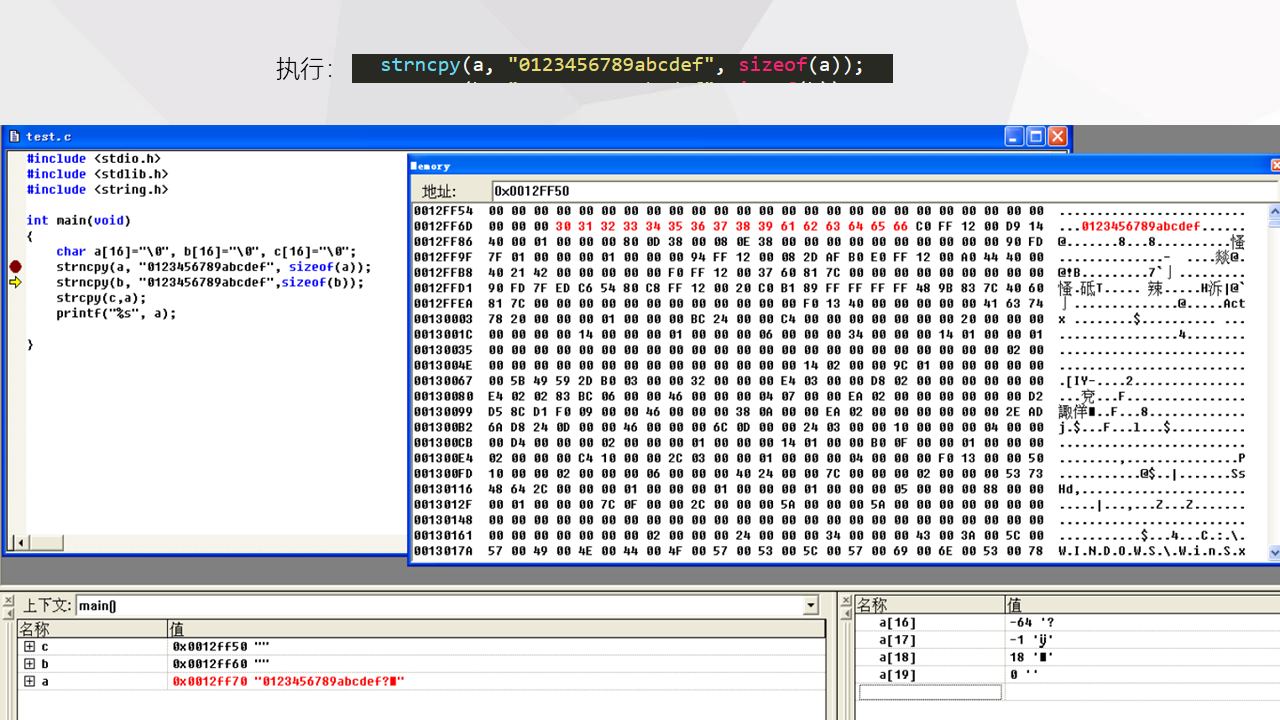 执行：
strncpy(a, "0123456789abcdef", sizeof(a));
test.c
#include <stdio.h>
#include <stdlib.h>
#include <string.h>
int main(void)
{
char a[16]="\0", b[16]="\0", c[16]="\0";
strncpy(a, "0123456789abcdef", sizeof(a));
strncpy(b, "0123456789abcdef",sizeof(b));
strcpy(c,a);
printf("%s", a);
}
Memory
地址: 0x0012FF50
0012FF54 00 00 00 00 00 00 00 00 00 00 00 00 00 00 00 00 00 00 00 00 00 00 00 00 00 .........................
0012FF6D 00 00 00 30 31 32 33 34 35 36 37 38 39 61 62 63 64 65 66 C0 FF 12 00 D9 14 ...0123456789abcdef......
0012FF86 40 00 01 00 00 00 80 0D 38 00 08 0E 38 00 00 00 00 00 00 00 00 00 00 90 FD
0012FF9F 7F 01 00 00 00 01 00 00 00 94 FF 12 00 08 2D AF B0 E0 FF 12 00 A0 44 40 00
0012FFB8 40 21 42 00 00 00 00 00 F0 FF 12 00 37 60 81 7C 00 00 00 00 00 00 00 00 00
0012FFD1 90 FD 7F ED C6 54 80 C8 FF 12 00 20 C0 B1 89 FF FF FF FF 48 9B 83 7C 40 60
0012FFEA 81 7C 00 00 00 00 00 00 00 00 00 00 00 F0 13 40 00 00 00 00 00 00 41 63 74
00130003 78 20 00 00 00 01 00 00 00 BC 24 00 00 C4 00 00 00 00 00 00 00 20 00 00 00
0013001C 00 00 00 00 14 00 00 00 01 00 00 00 06 00 00 00 34 00 00 00 14 01 00 00 01
00130035 00 00 00 00 00 00 00 00 00 00 00 00 00 00 00 00 00 00 00 00 00 00 00 02 00
0013004E 00 00 00 00 00 00 00 00 00 00 00 00 00 00 14 02 00 00 9C 01 00 00 00 00 00
00130067 00 5B 49 59 2D B0 03 00 00 32 00 00 00 E4 03 00 00 D8 02 00 00 00 00 00 00
00130080 E4 02 02 83 BC 06 00 00 46 00 00 00 04 07 00 00 EA 02 00 00 00 00 00 00 D2
00130099 D5 8C D1 F0 09 00 00 46 00 00 00 38 0A 00 00 EA 02 00 00 00 00 00 00 2E AD
001300B2 6A D8 24 0D 00 00 46 00 00 00 6C 0D 00 00 24 03 00 00 10 00 00 00 04 00 00
001300CB 00 D4 00 00 00 02 00 00 00 01 00 00 00 14 01 00 00 B0 0F 00 00 01 00 00 00
001300E4 02 00 00 00 C4 10 00 00 2C 03 00 00 01 00 00 00 04 00 00 00 F0 13 00 00 50
001300FD 10 00 00 02 00 00 00 06 00 00 00 40 24 00 00 7C 00 00 00 02 00 00 00 53 73
00130116 48 64 2C 00 00 00 01 00 00 00 01 00 00 00 01 00 00 00 05 00 00 00 88 00 00
0013012F 00 01 00 00 00 7C 0F 00 00 2C 00 00 00 5A 00 00 00 5A 00 00 00 00 00 00 00
00130148 00 00 00 00 00 00 00 00 00 00 00 00 00 00 00 00 00 00 00 00 00 00 00 00 00
00130161 00 00 00 00 00 00 00 02 00 00 00 24 00 00 00 34 00 00 00 43 00 3A 00 5C 00
0013017A 57 00 49 00 4E 00 44 00 4F 00 57 00 53 00 5C 00 57 00 69 00 6E 00 53 00 78 W.I.N.D.O.W.S.\.W.i.n.S.x
上下文: main()
名称 值
c 0x0012ff50 ""
b 0x0012ff60 ""
a 0x0012ff70 "0123456789abcdef?■"
名称 值
a[16] -64 '?
a[17] -1 'ÿ'
a[18] 18 '■'
a[19] 0 ''